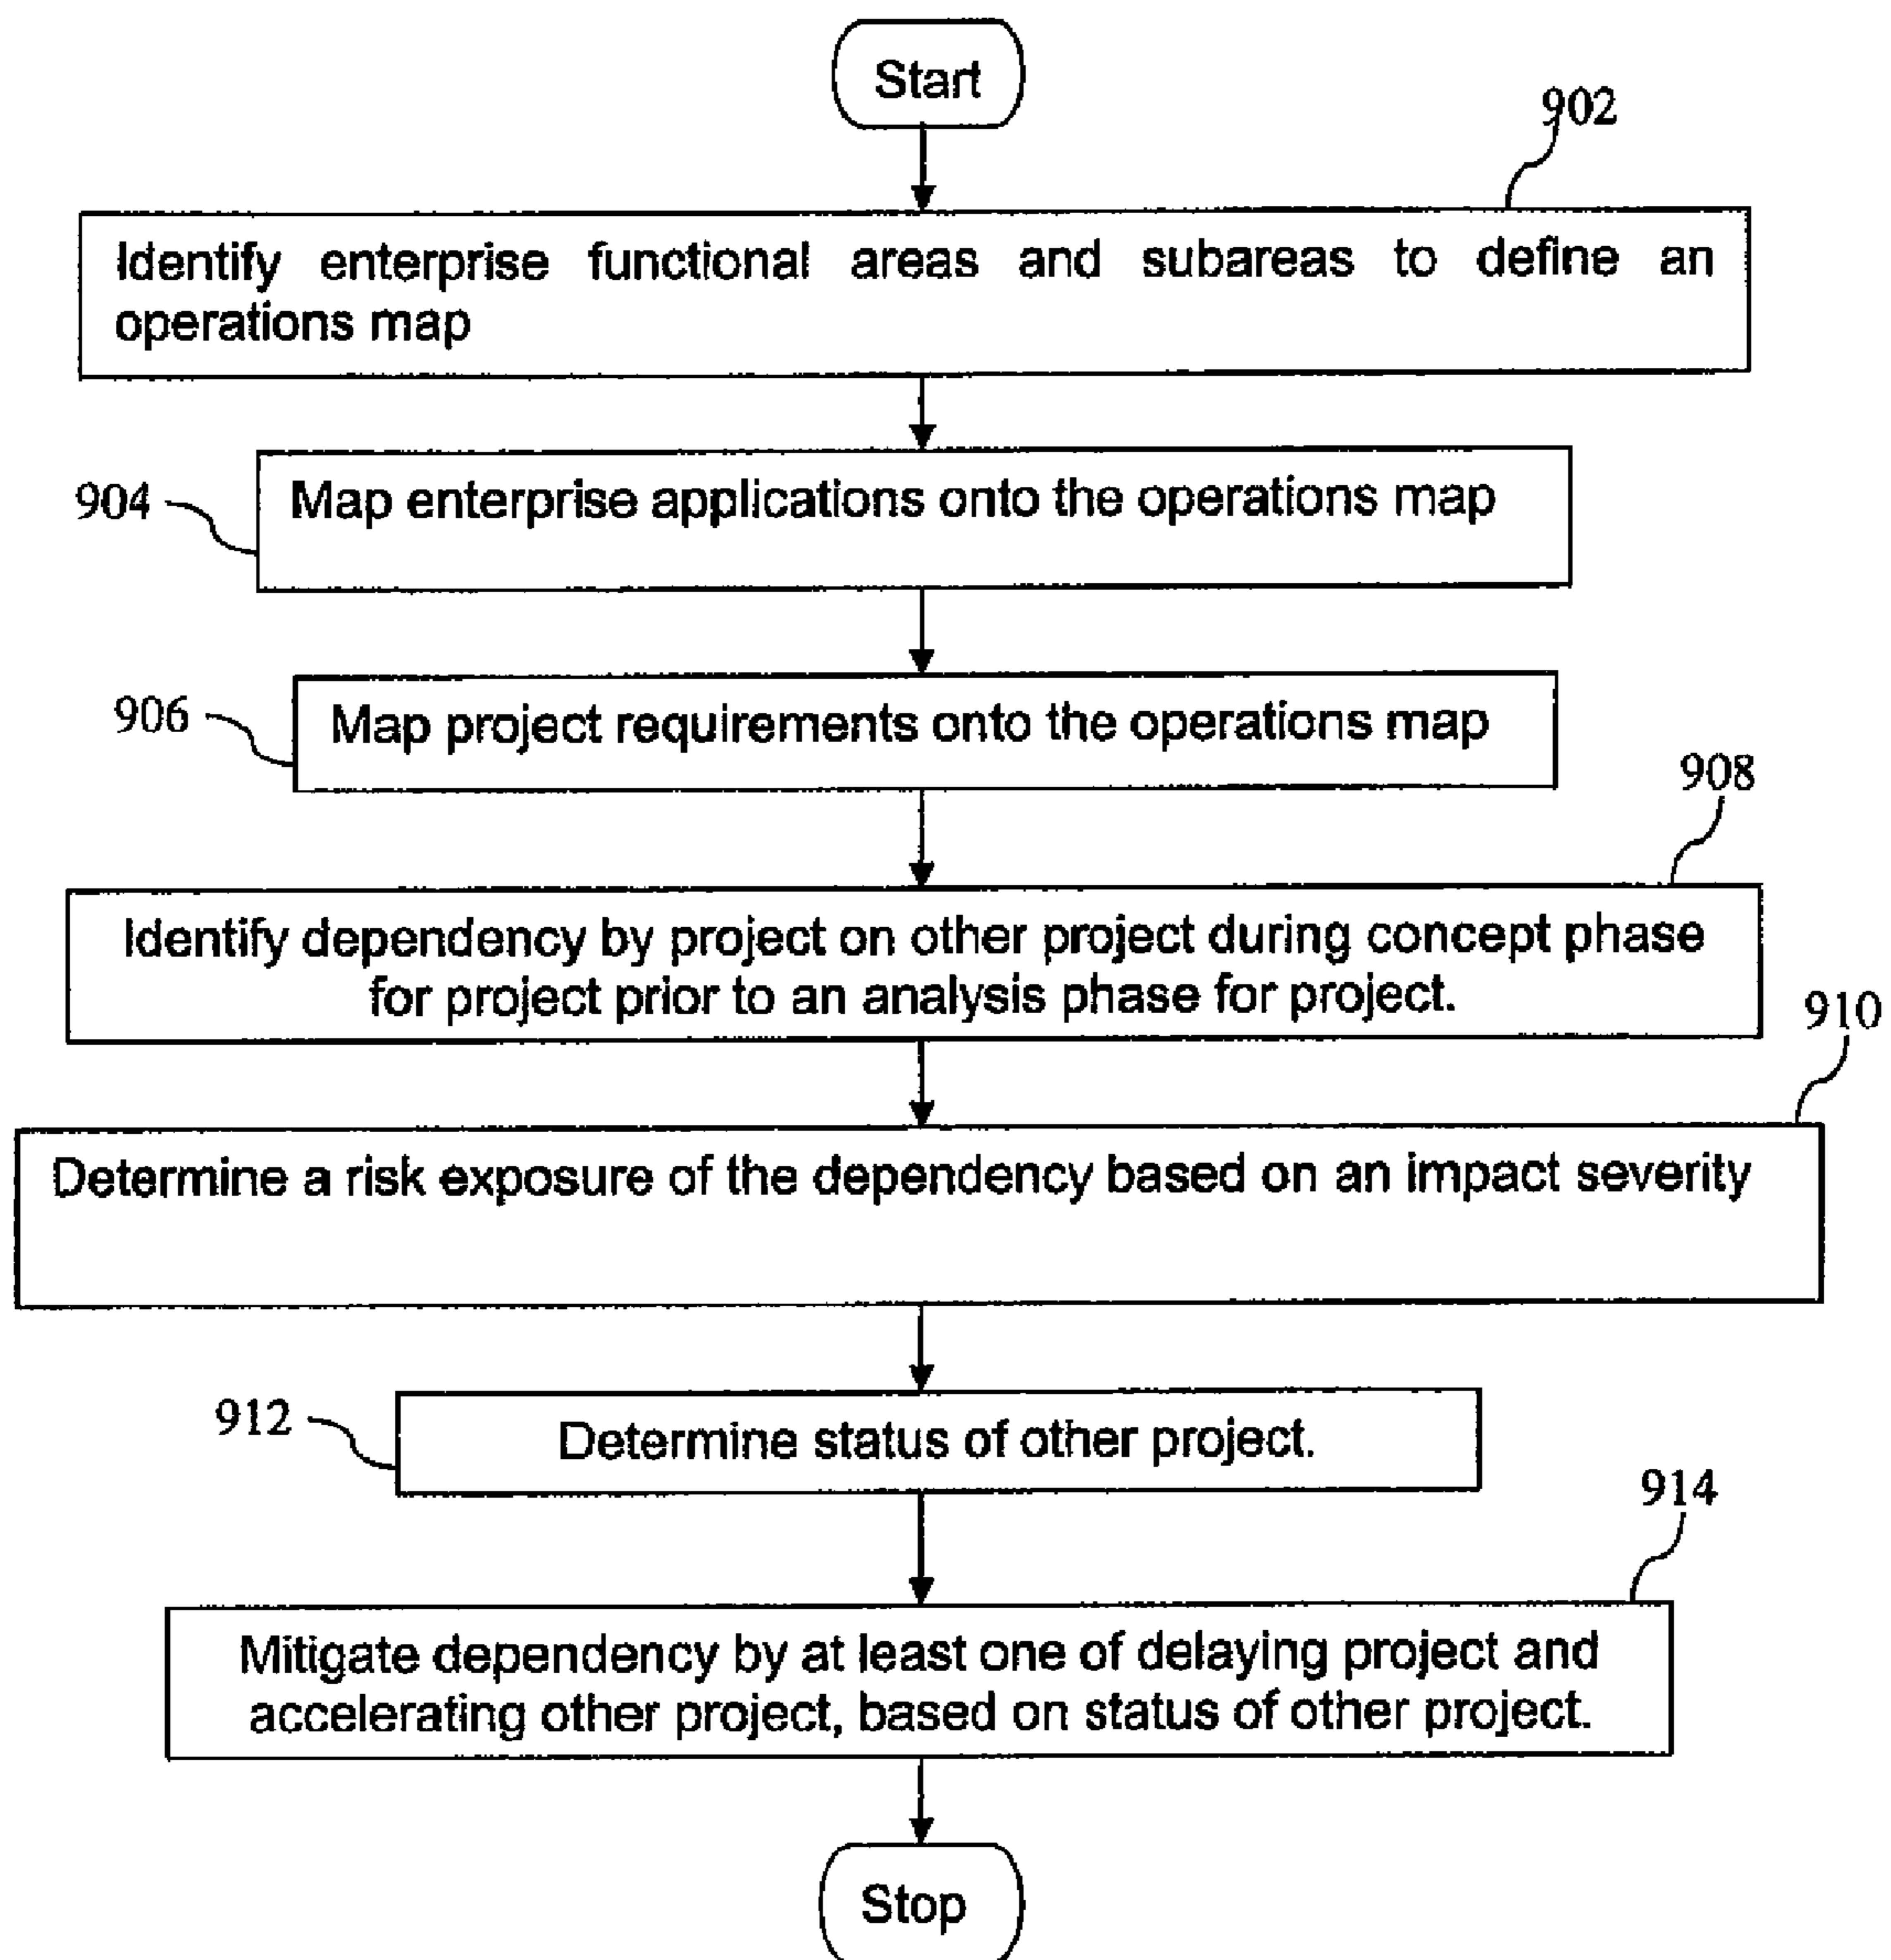 Start
902
Identify enterprise functional areas and subareas to define an
operations map
904
Map enterprise applications onto the operations map
906
Map project requirements onto the operations map
908
Identify dependency by project on other project during concept phase
for project prior to an analysis phase for project.
910
Determine a risk exposure of the dependency based on an impact severity
912
Determine status of other project.
914
Mitigate dependency by at least one of delaying project and
accelerating other project, based on status of other project.
Stop